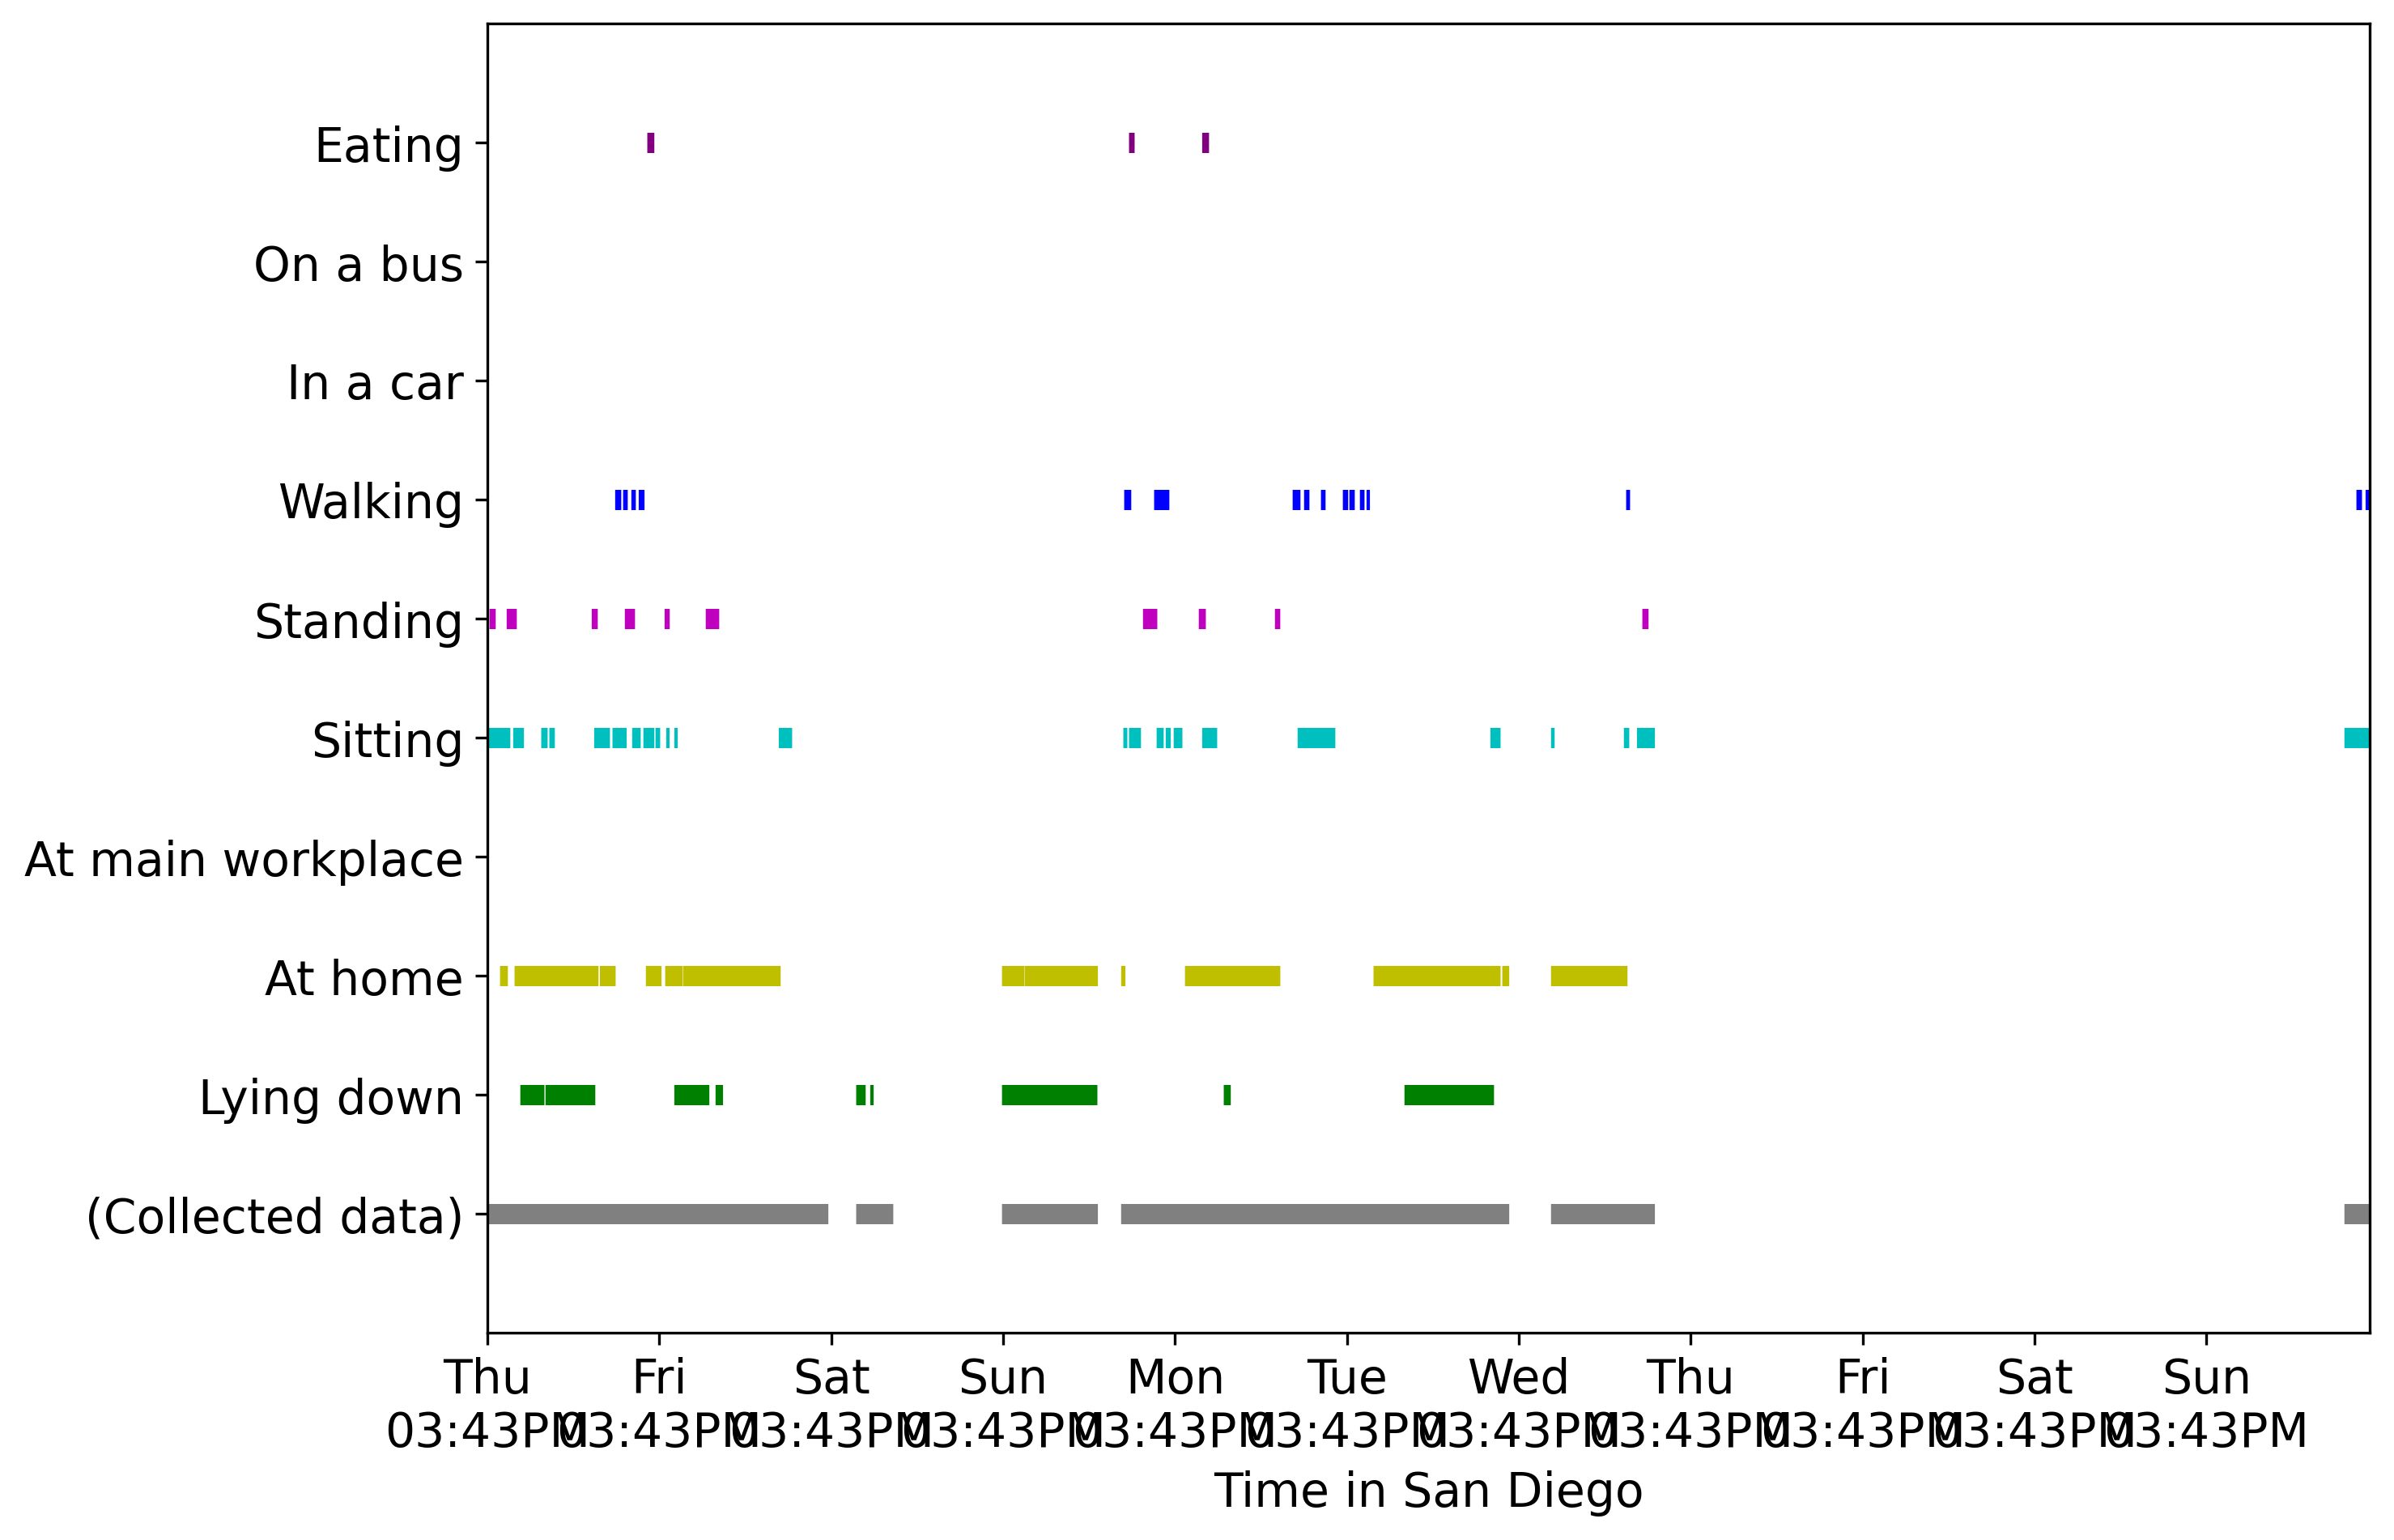 Eating
On a bus
In a car
Walking
Standing
Sitting
At main workplace
At home
Lying down
(Collected data)
Thu Fri Sat Sun Mon Tue Wed Thu Fri Sat Sun
03:43PM 03:43PM 03:43PM 03:43PM 03:43PM 03:43PM 03:43PM 03:43PM 03:43PM 03:43PM 03:43PM
Time in San Diego